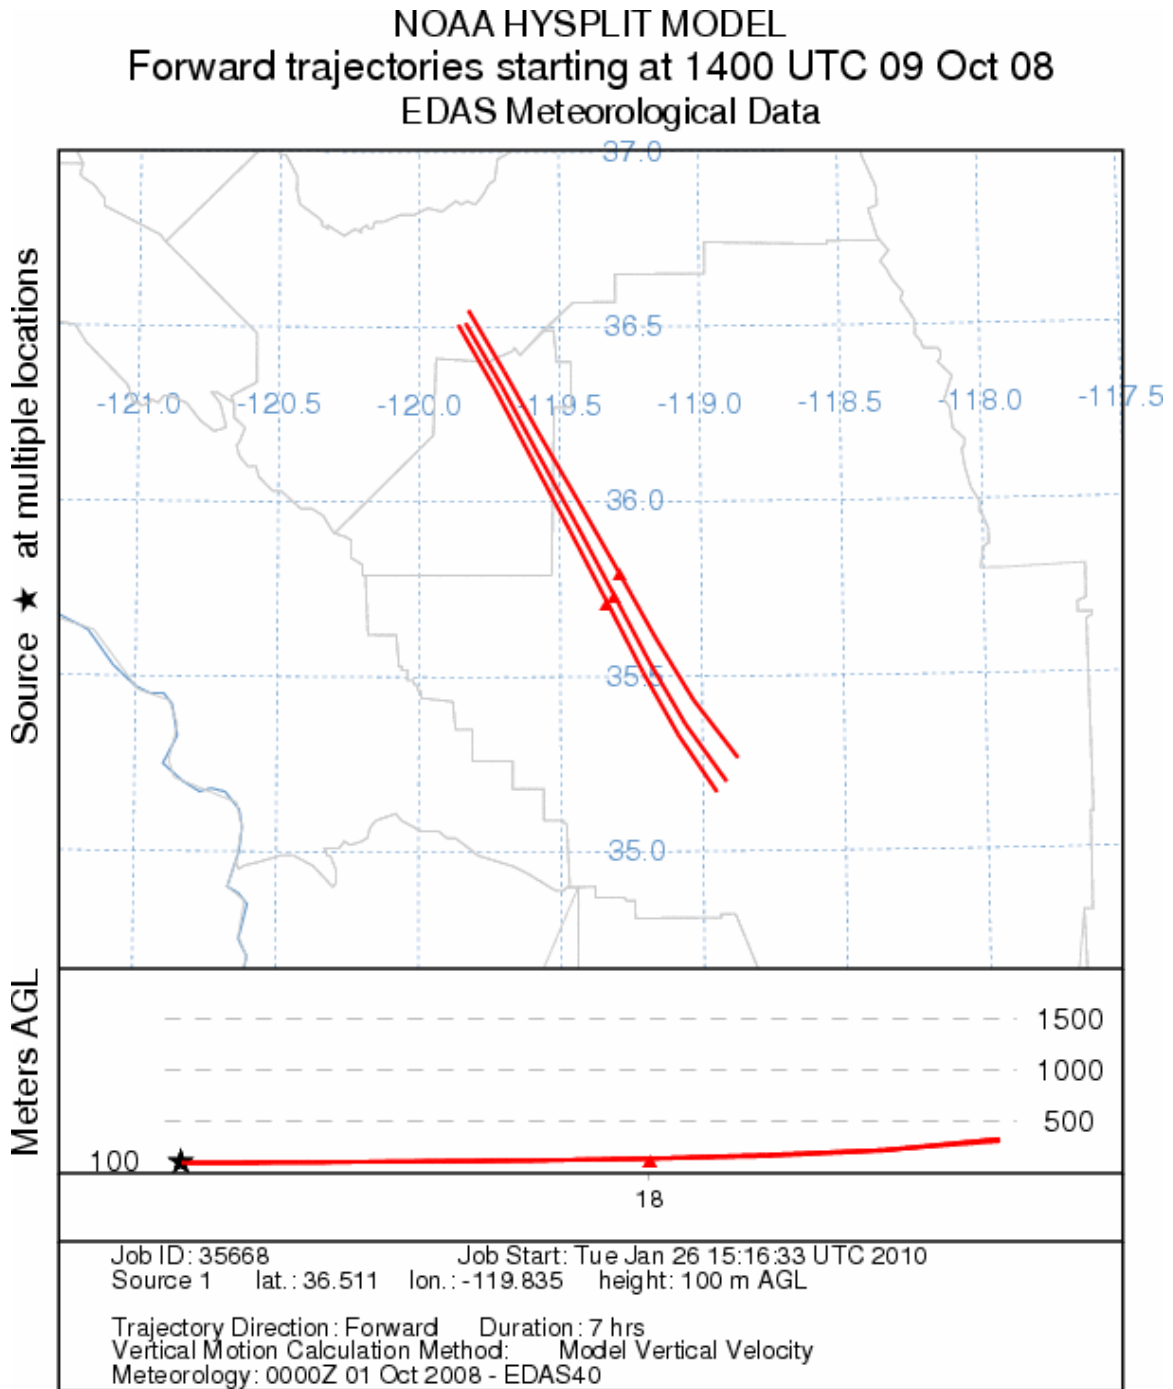 NOAA HYSPLIT MODEL
Forward trajectories starting at 1400 UTC 09 Oct 08
EDAS Meteorological Data
Source ★ at multiple locations
37.0
36.5
-121.0 -120.5 -120.0 -119.5 -119.0 -118.5 -118.0 -117.5
36.0
35.5
35.0
Meters AGL
1500
1000
500
100
18
Job ID: 35668 Job Start: Tue Jan 26 15:16:33 UTC 2010
Source 1 lat.: 36.511 lon.: -119.835 height: 100 m AGL
Trajectory Direction: Forward Duration: 7 hrs
Vertical Motion Calculation Method: Model Vertical Velocity
Meteorology: 0000Z 01 Oct 2008 - EDAS40